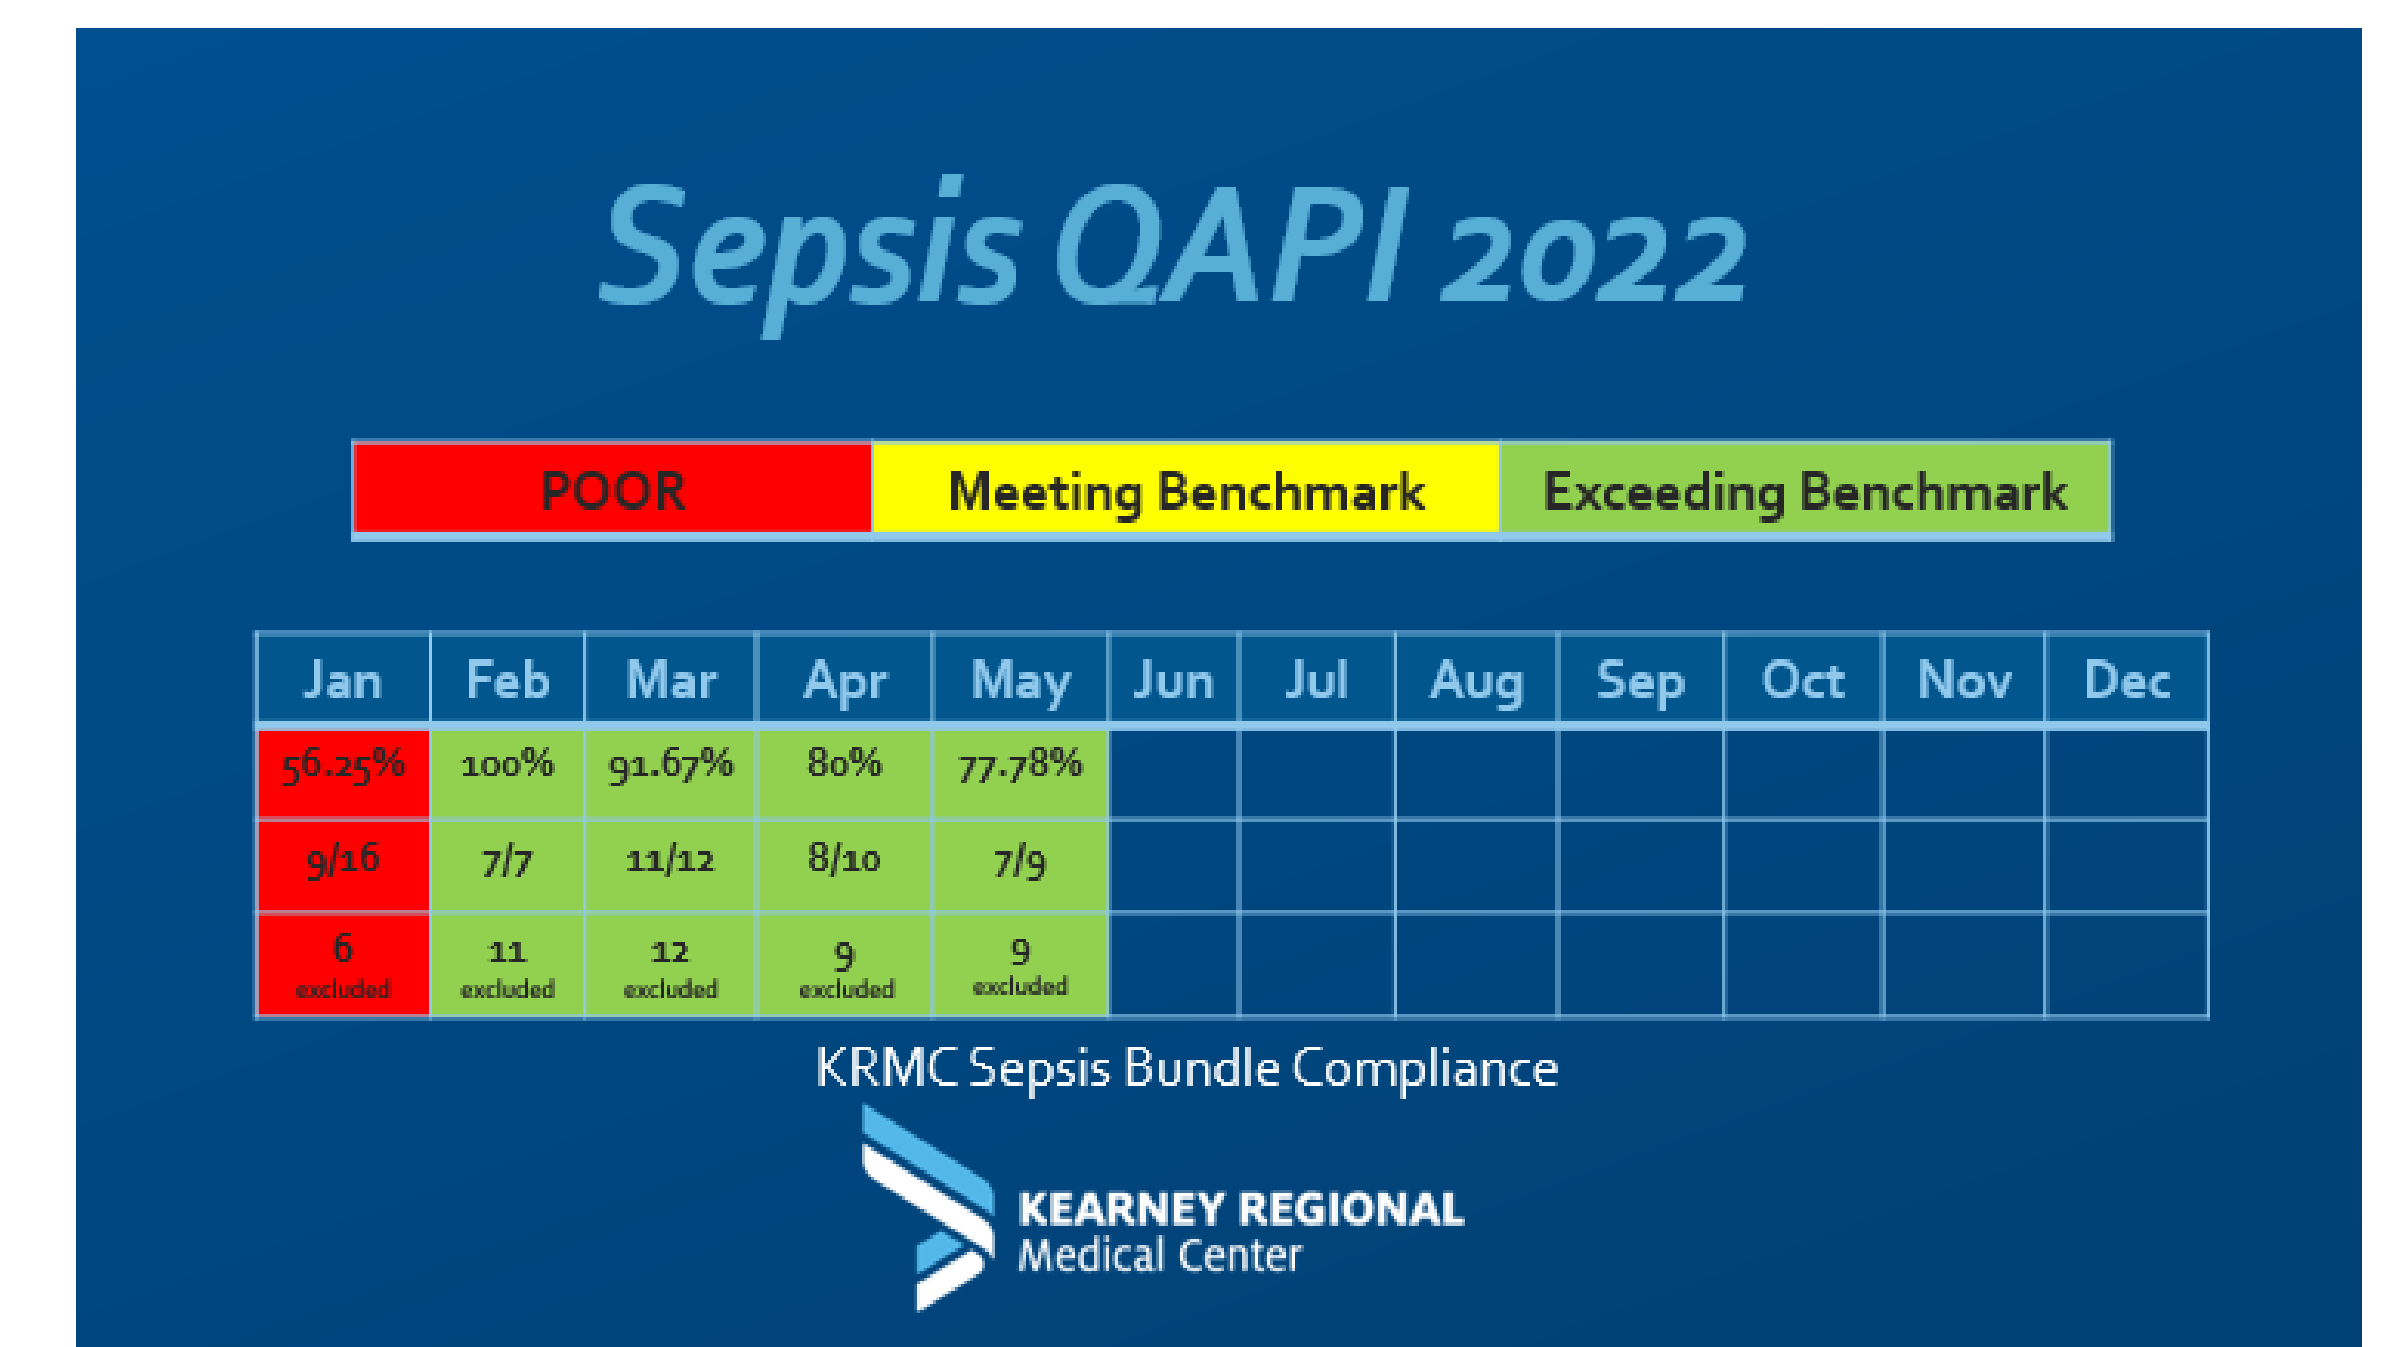 Sepsis QAPI 2022
POOR Meeting Benchmark Exceeding Benchmark
Jan Feb Mar Apr May Jun Jul Aug Sep Oct Nov Dec
56.25% 100% 91.67% 80% 77.78%
9/16 7/7 11/12 8/10 7/9
6 11 12 9 9
excluded excluded excluded excluded excluded
KRMC Sepsis Bundle Compliance
KEARNEY REGIONAL
Medical Center